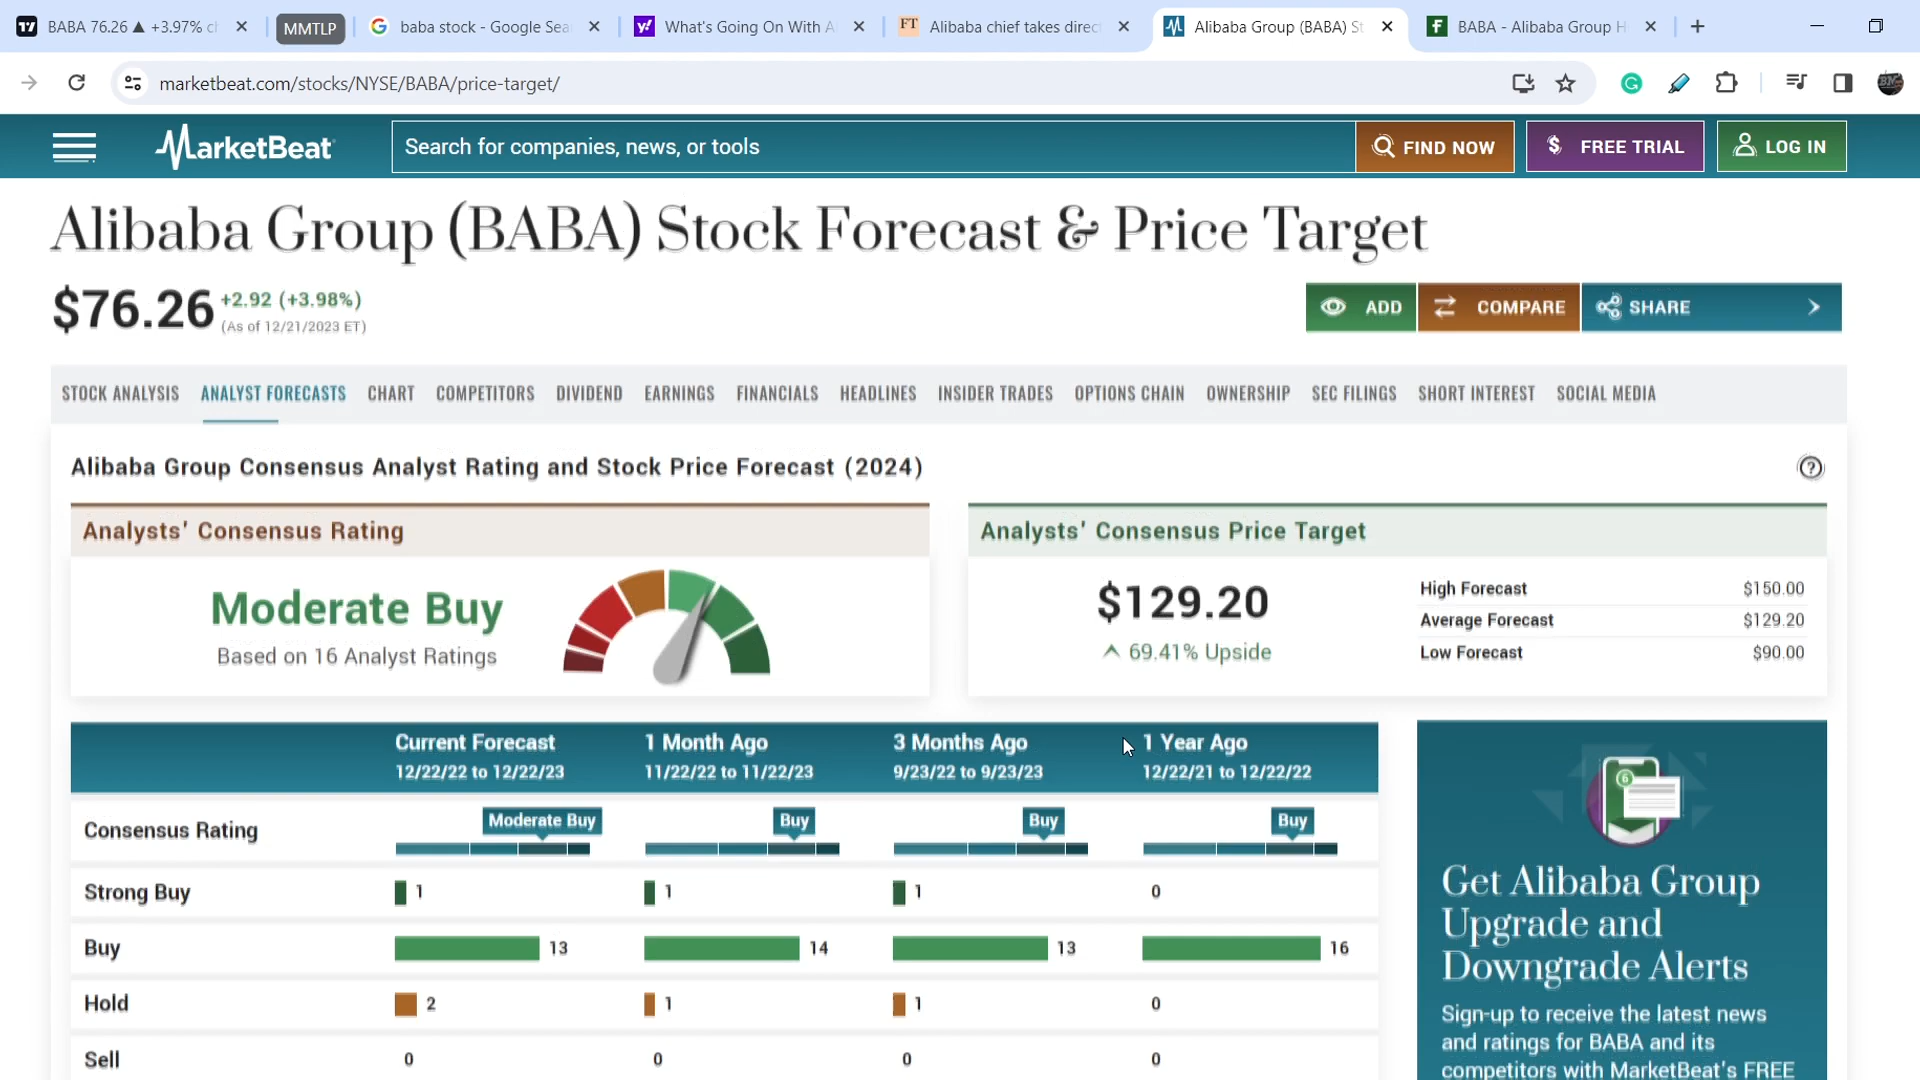 BABA 76.26 ▲ +3.97% cl
MMTLP
baba stock - Google Sea
What's Going On With A
FT
Alibaba chief takes direc
Alibaba Group (BABA) St
BABA - Alibaba Group H
marketbeat.com/stocks/NYSE/BABA/price-target/
MarketBeat
Search for companies, news, or tools
FIND NOW
$ FREE TRIAL
LOG IN
Alibaba Group (BABA) Stock Forecast & Price Target
$76.26 +2.92 (+3.98%)
(As of 12/21/2023 ET)
ADD
COMPARE
SHARE
STOCK ANALYSIS ANALYST FORECASTS CHART COMPETITORS DIVIDEND EARNINGS FINANCIALS HEADLINES INSIDER TRADES OPTIONS CHAIN OWNERSHIP SEC FILINGS SHORT INTEREST SOCIAL MEDIA
Alibaba Group Consensus Analyst Rating and Stock Price Forecast (2024)
?
Analysts' Consensus Rating
Moderate Buy
Based on 16 Analyst Ratings
Analysts' Consensus Price Target
$129.20
69.41% Upside
High Forecast $150.00
Average Forecast $129.20
Low Forecast $90.00
Current Forecast 1 Month Ago 3 Months Ago 1 Year Ago
12/22/22 to 12/22/23 11/22/22 to 11/22/23 9/23/22 to 9/23/23 12/22/21 to 12/22/22
Consensus Rating Moderate Buy Buy Buy Buy
Strong Buy 1 1 1 0
Buy 13 14 13 16
Hold 2 1 1 0
Sell 0 0 0 0
6
Get Alibaba Group
Upgrade and
Downgrade Alerts
Sign-up to receive the latest news
and ratings for BABA and its
competitors with MarketBeat's FREE